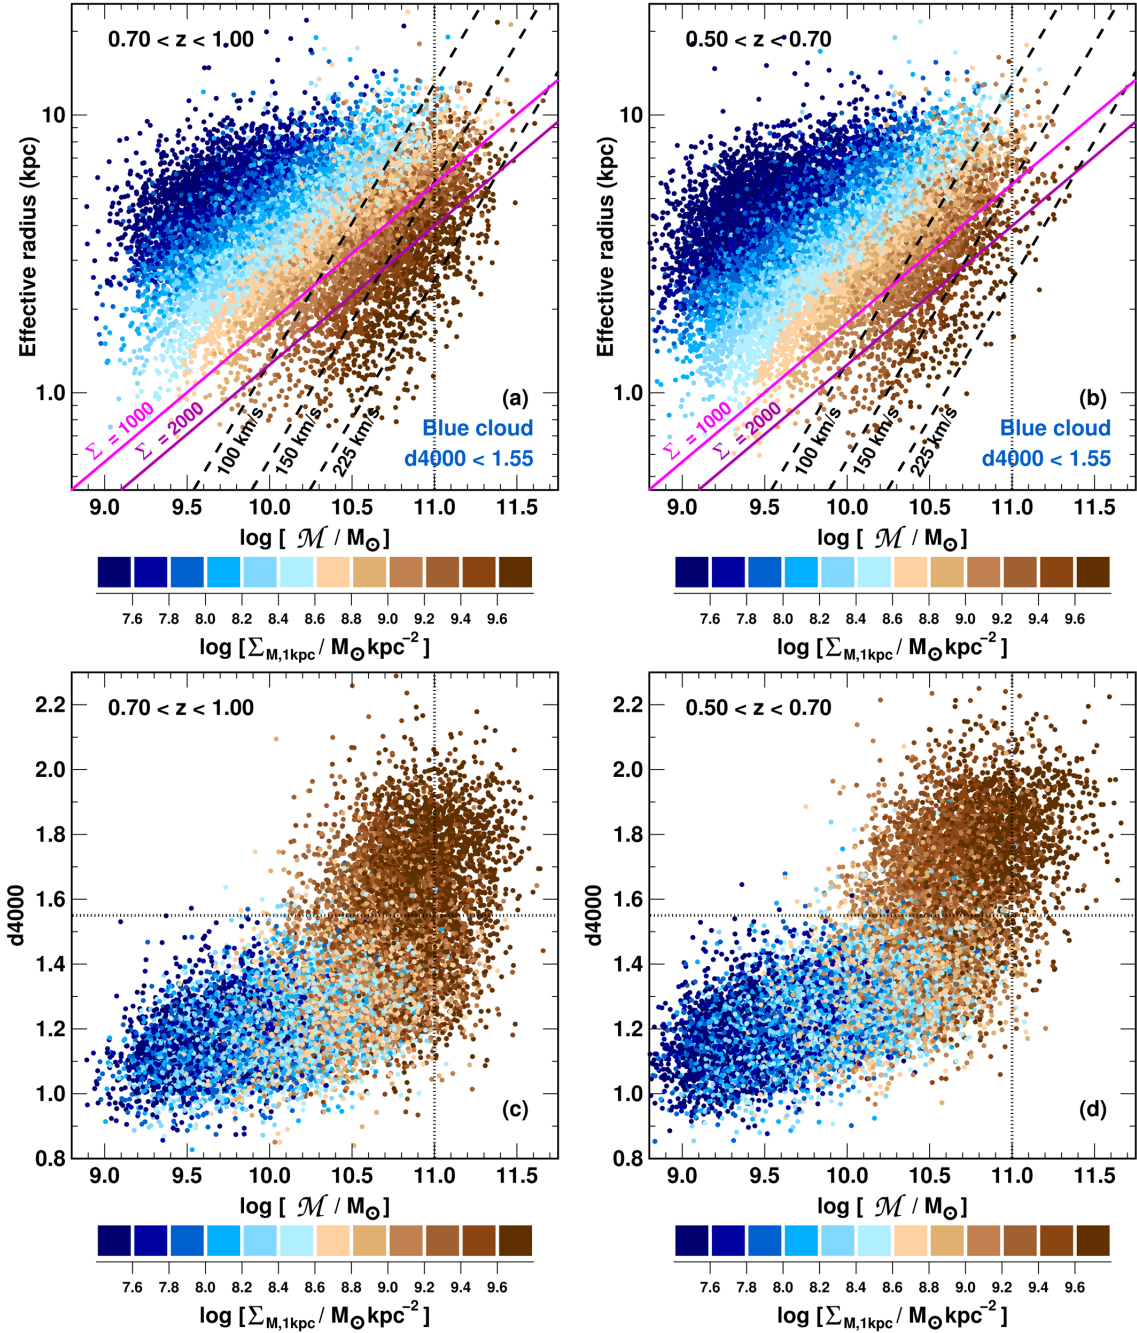 0.70 < z < 1.00
Effective radius (kpc)
10
1.0
Σ = 1000
Σ = 2000
100 km/s
150 km/s
225 km/s
(a)
Blue cloud
d4000 < 1.55
9.0 9.5 10.0 10.5 11.0 11.5
log [ ℳ / M⊙]
7.6 7.8 8.0 8.2 8.4 8.6 8.8 9.0 9.2 9.4 9.6
log [ΣM,1kpc / M⊙kpc−2 ]
0.50 < z < 0.70
Effective radius (kpc)
10
1.0
Σ = 1000
Σ = 2000
100 km/s
150 km/s
225 km/s
(b)
Blue cloud
d4000 < 1.55
9.0 9.5 10.0 10.5 11.0 11.5
log [ ℳ / M⊙]
7.6 7.8 8.0 8.2 8.4 8.6 8.8 9.0 9.2 9.4 9.6
log [ΣM,1kpc / M⊙kpc−2 ]
0.70 < z < 1.00
d4000
2.2
2.0
1.8
1.6
1.4
1.2
1.0
0.8
(c)
9.0 9.5 10.0 10.5 11.0 11.5
log [ ℳ / M⊙]
7.6 7.8 8.0 8.2 8.4 8.6 8.8 9.0 9.2 9.4 9.6
log [ΣM,1kpc / M⊙kpc−2 ]
0.50 < z < 0.70
d4000
2.2
2.0
1.8
1.6
1.4
1.2
1.0
0.8
(d)
9.0 9.5 10.0 10.5 11.0 11.5
log [ ℳ / M⊙]
7.6 7.8 8.0 8.2 8.4 8.6 8.8 9.0 9.2 9.4 9.6
log [ΣM,1kpc / M⊙kpc−2 ]